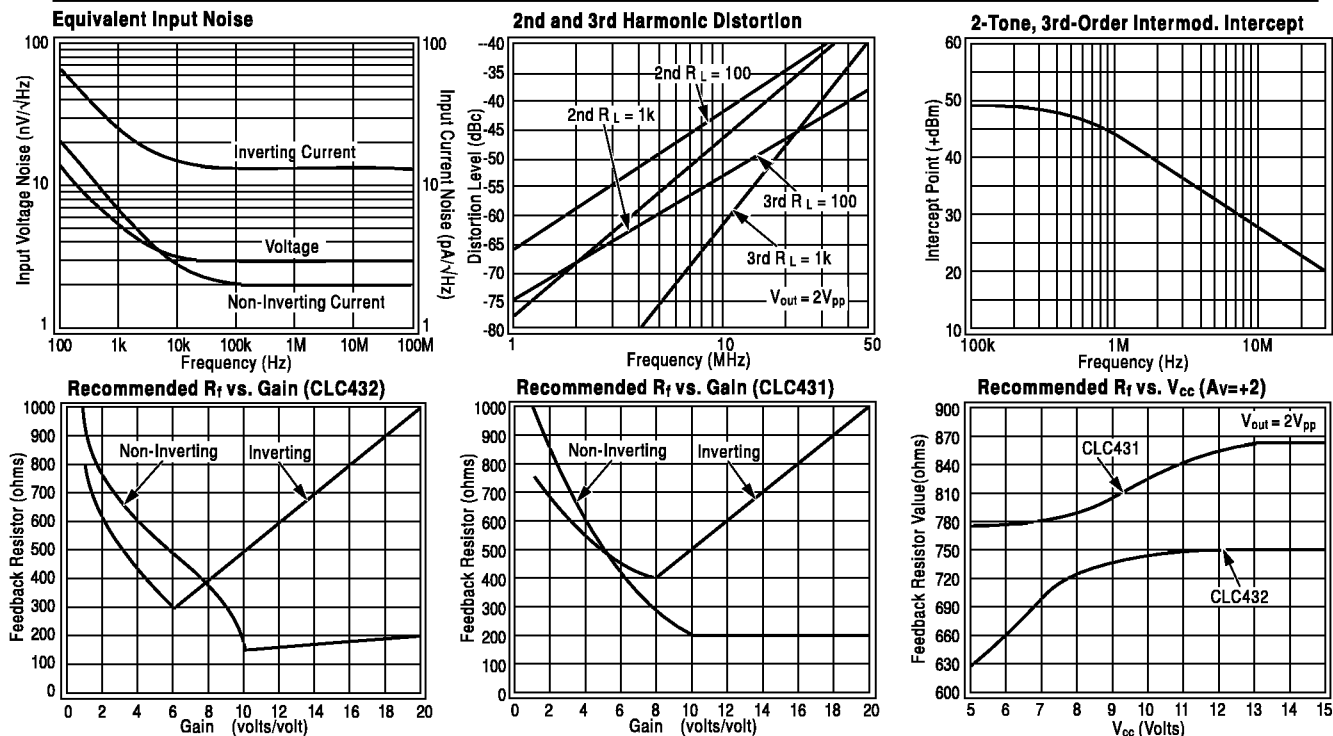 Equivalent Input Noise
100
10
1
Input Voltage Noise (nV/√Hz)
100
10
1
Input Current Noise (pA/√Hz)
Inverting Current
Voltage
Non-Inverting Current
100 1k 10k 100k 1M 10M 100M
Frequency (Hz)
2nd and 3rd Harmonic Distortion
-40
-35
-40
-45
-50
-55
-60
-65
-70
-75
-80
Distortion Level (dBc)
2nd R L = 100
2nd R L = 1k
3rd R L = 100
3rd R L = 1k
Vout = 2Vpp
1 10 50
Frequency (MHz)
2-Tone, 3rd-Order Intermod. Intercept
60
50
40
30
20
10
Intercept Point (+dBm)
100k 1M 10M
Frequency (Hz)
Recommended Rf vs. Gain (CLC432)
1000
900
800
700
600
500
400
300
200
100
0
Feedback Resistor (ohms)
Non-Inverting
Inverting
0 2 4 6 8 10 12 14 16 18 20
Gain (volts/volt)
Recommended Rf vs. Gain (CLC431)
1000
900
800
700
600
500
400
300
200
100
0
Feedback Resistor (ohms)
Non-Inverting
Inverting
0 2 4 6 8 10 12 14 16 18 20
Gain (volts/volt)
Recommended Rf vs. Vcc (AV=+2)
900
870
840
810
780
750
720
690
660
630
600
Feedback Resistor Value(ohms)
Vout = 2Vpp
CLC431
CLC432
5 6 7 8 9 11 12 13 14 15
Vcc (Volts)